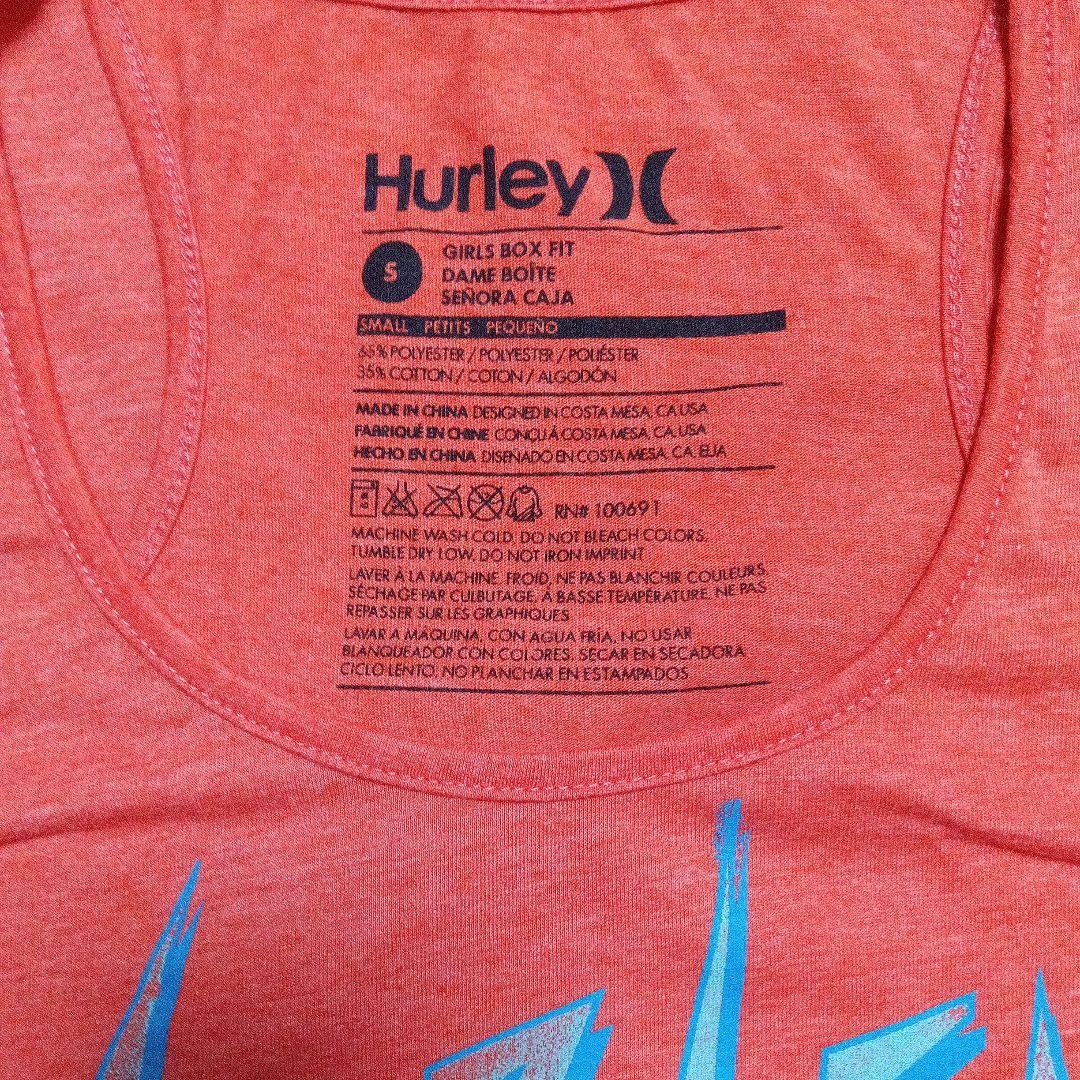 Hurley
S
GIRLS BOX FIT
DAME BOÎTE
SEÑORA CAJA
SMALL PETITS PEQUEÑO
65% POLYESTER / POLYESTER / POLIÉSTER
35% COTTON / COTON / ALGODÓN
MADE IN CHINA DESIGNED IN COSTA MESA, CA USA
FABRIQUÉ EN CHINE CONCU À COSTA MESA, CA, USA
HECHO EN CHINA DISENADO EN COSTA MESA, CA, EUA
RN# 100691
MACHINE WASH COLD, DO NOT BLEACH COLORS,
TUMBLE DRY LOW, DO NOT IRON IMPRINT
LAVER À LA MACHINE, FROID, NE PAS BLANCHIR COULEURS,
SÉCHAGE PAR CULBUTAGE, À BASSE TEMPÉRATURE, NE PAS
REPASSER SUR LES GRAPHIQUES
LAVAR A MAQUINA, CON AGUA FRÍA, NO USAR
BLANQUEADOR CON COLORES, SECAR EN SECADORA
CICLO LENTO, NO PLANCHAR EN ESTAMPADOS